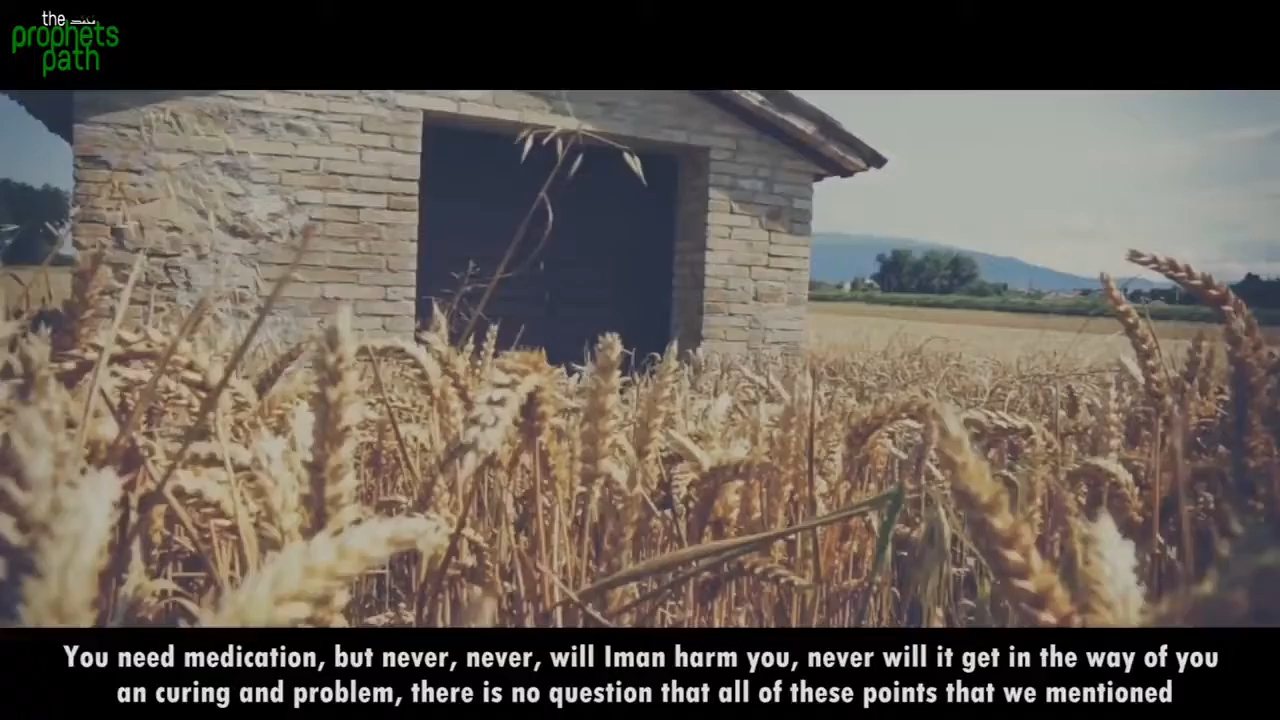 the
prophets
path
You need medication, but never, never, will Iman harm you, never will it get in the way of you
an curing and problem, there is no question that all of these points that we mentioned